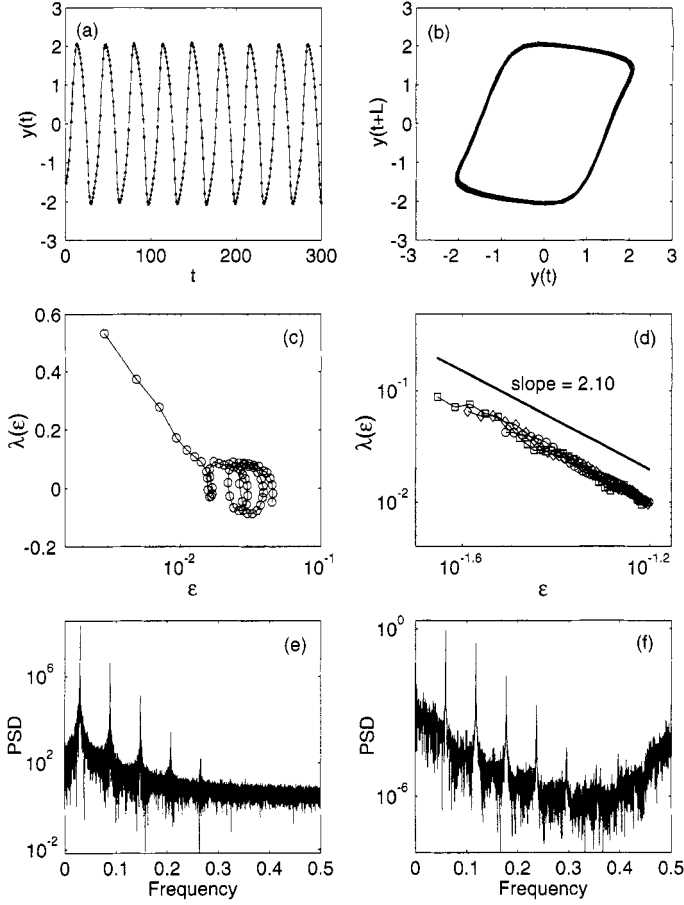 (a)
3
2
1
0
-1
-2
-3
y(t)
0
100
200
300
t
(b)
3
2
1
0
-1
-2
-3
y(t+L)
-3
-2
-1
0
1
2
3
y(t)
(c)
0.6
0.4
0.2
0
-0.2
λ(ε)
10^-2
10^-1
ε
(d)
slope = 2.10
10^-1
10^-2
λ(ε)
10^-1.6
10^-1.2
ε
(e)
10^6
10^2
10^-2
PSD
0
0.1
0.2
0.3
0.4
0.5
Frequency
(f)
10^0
10^-6
PSD
0
0.1
0.2
0.3
0.4
0.5
Frequency